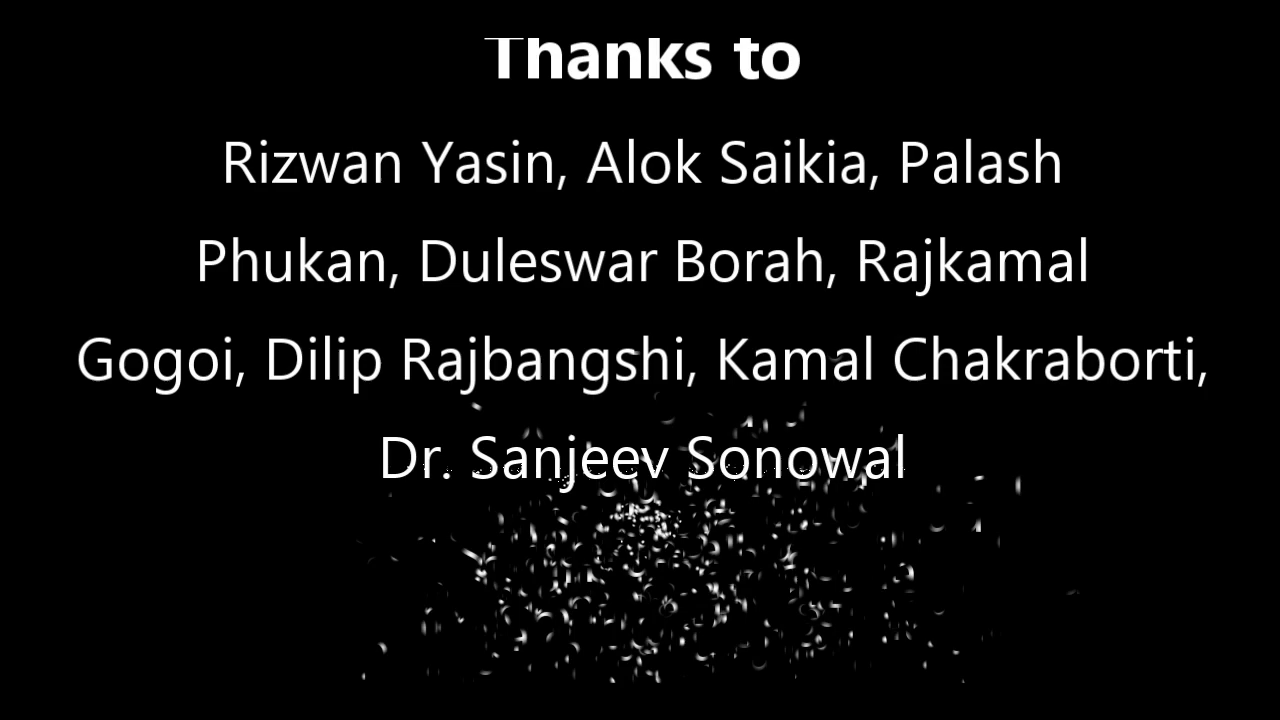 Thanks to
Rizwan Yasin, Alok Saikia, Palash
Phukan, Duleswar Borah, Rajkamal
Gogoi, Dilip Rajbangshi, Kamal Chakraborti,
Dr. Sanjeev Sonowal